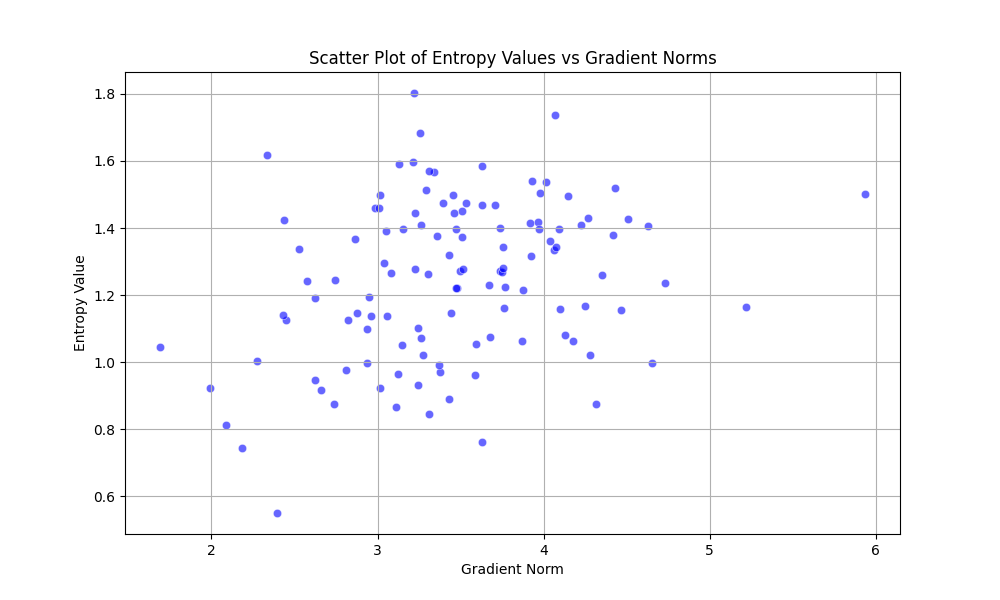 Scatter Plot of Entropy Values vs Gradient Norms
1.8
1.6
1.4
1.2
1.0
0.8
0.6
Entropy Value
2 3 4 5 6
Gradient Norm